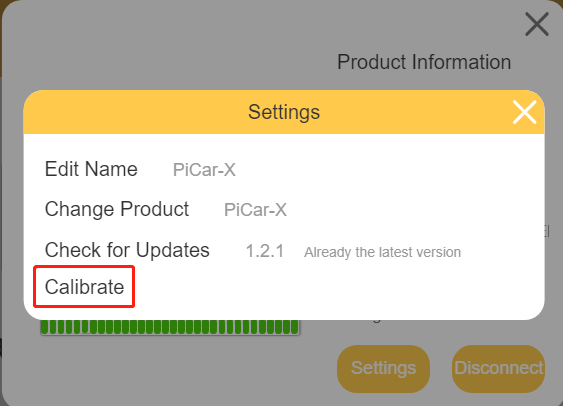 Product Information
Settings
Edit Name PiCar-X
Change Product PiCar-X
Check for Updates 1.2.1 Already the latest version
Calibrate
Settings
Disconnect